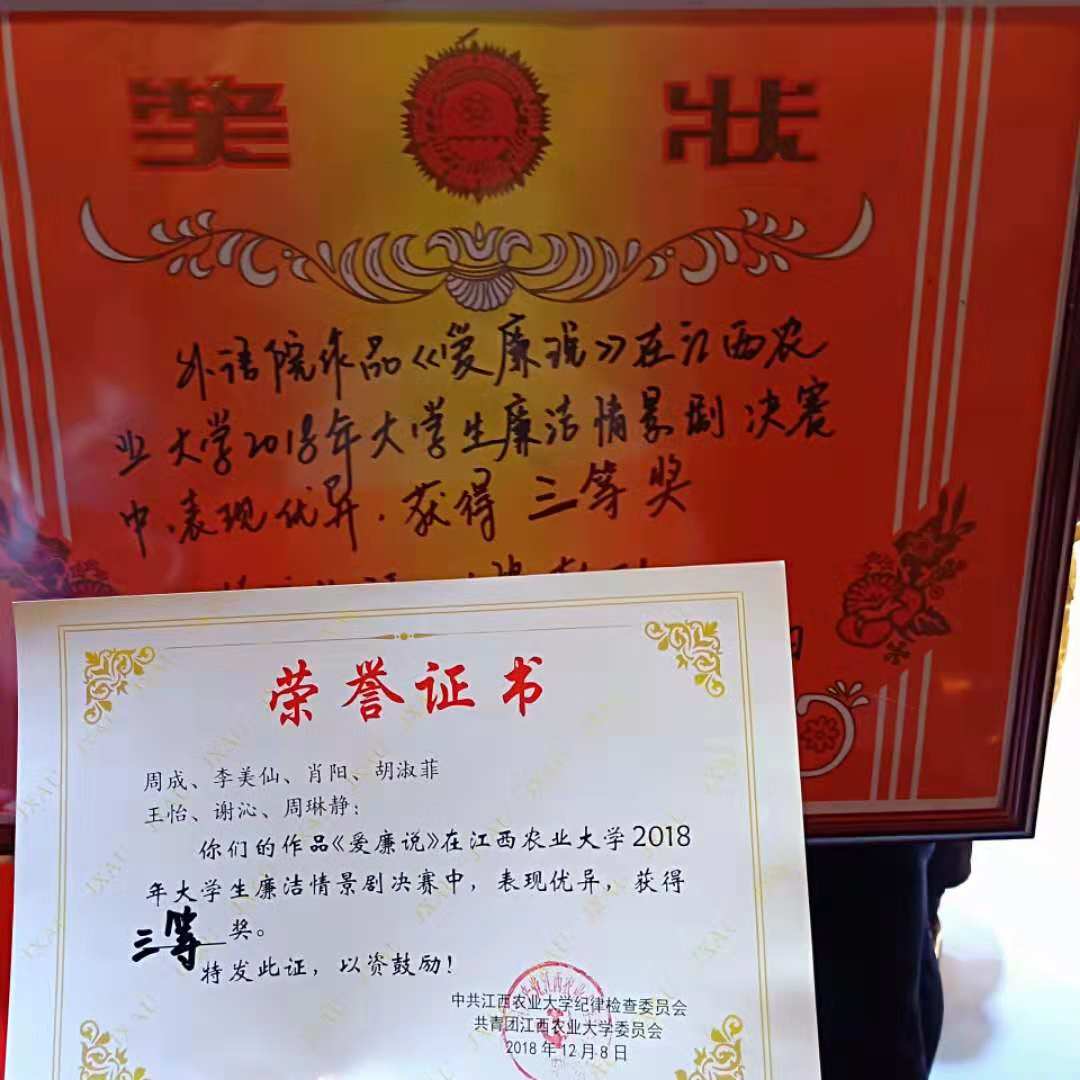 奖状
外语院作品《爱廉说》在江西农
业大学2018年大学生廉洁情景剧决赛
中,表现优异.获得 三等奖
荣誉证书
周成、李美仙、肖阳、胡淑菲
王怡、谢沁、周琳静：
你们的作品《爱廉说》在江西农业大学2018
年大学生廉洁情景剧决赛中，表现优异，获得
三等奖。
特发此证，以资鼓励！
中共江西农业大学纪律检查委员会
共青团江西农业大学委员会
2018年12月8日
JXAU